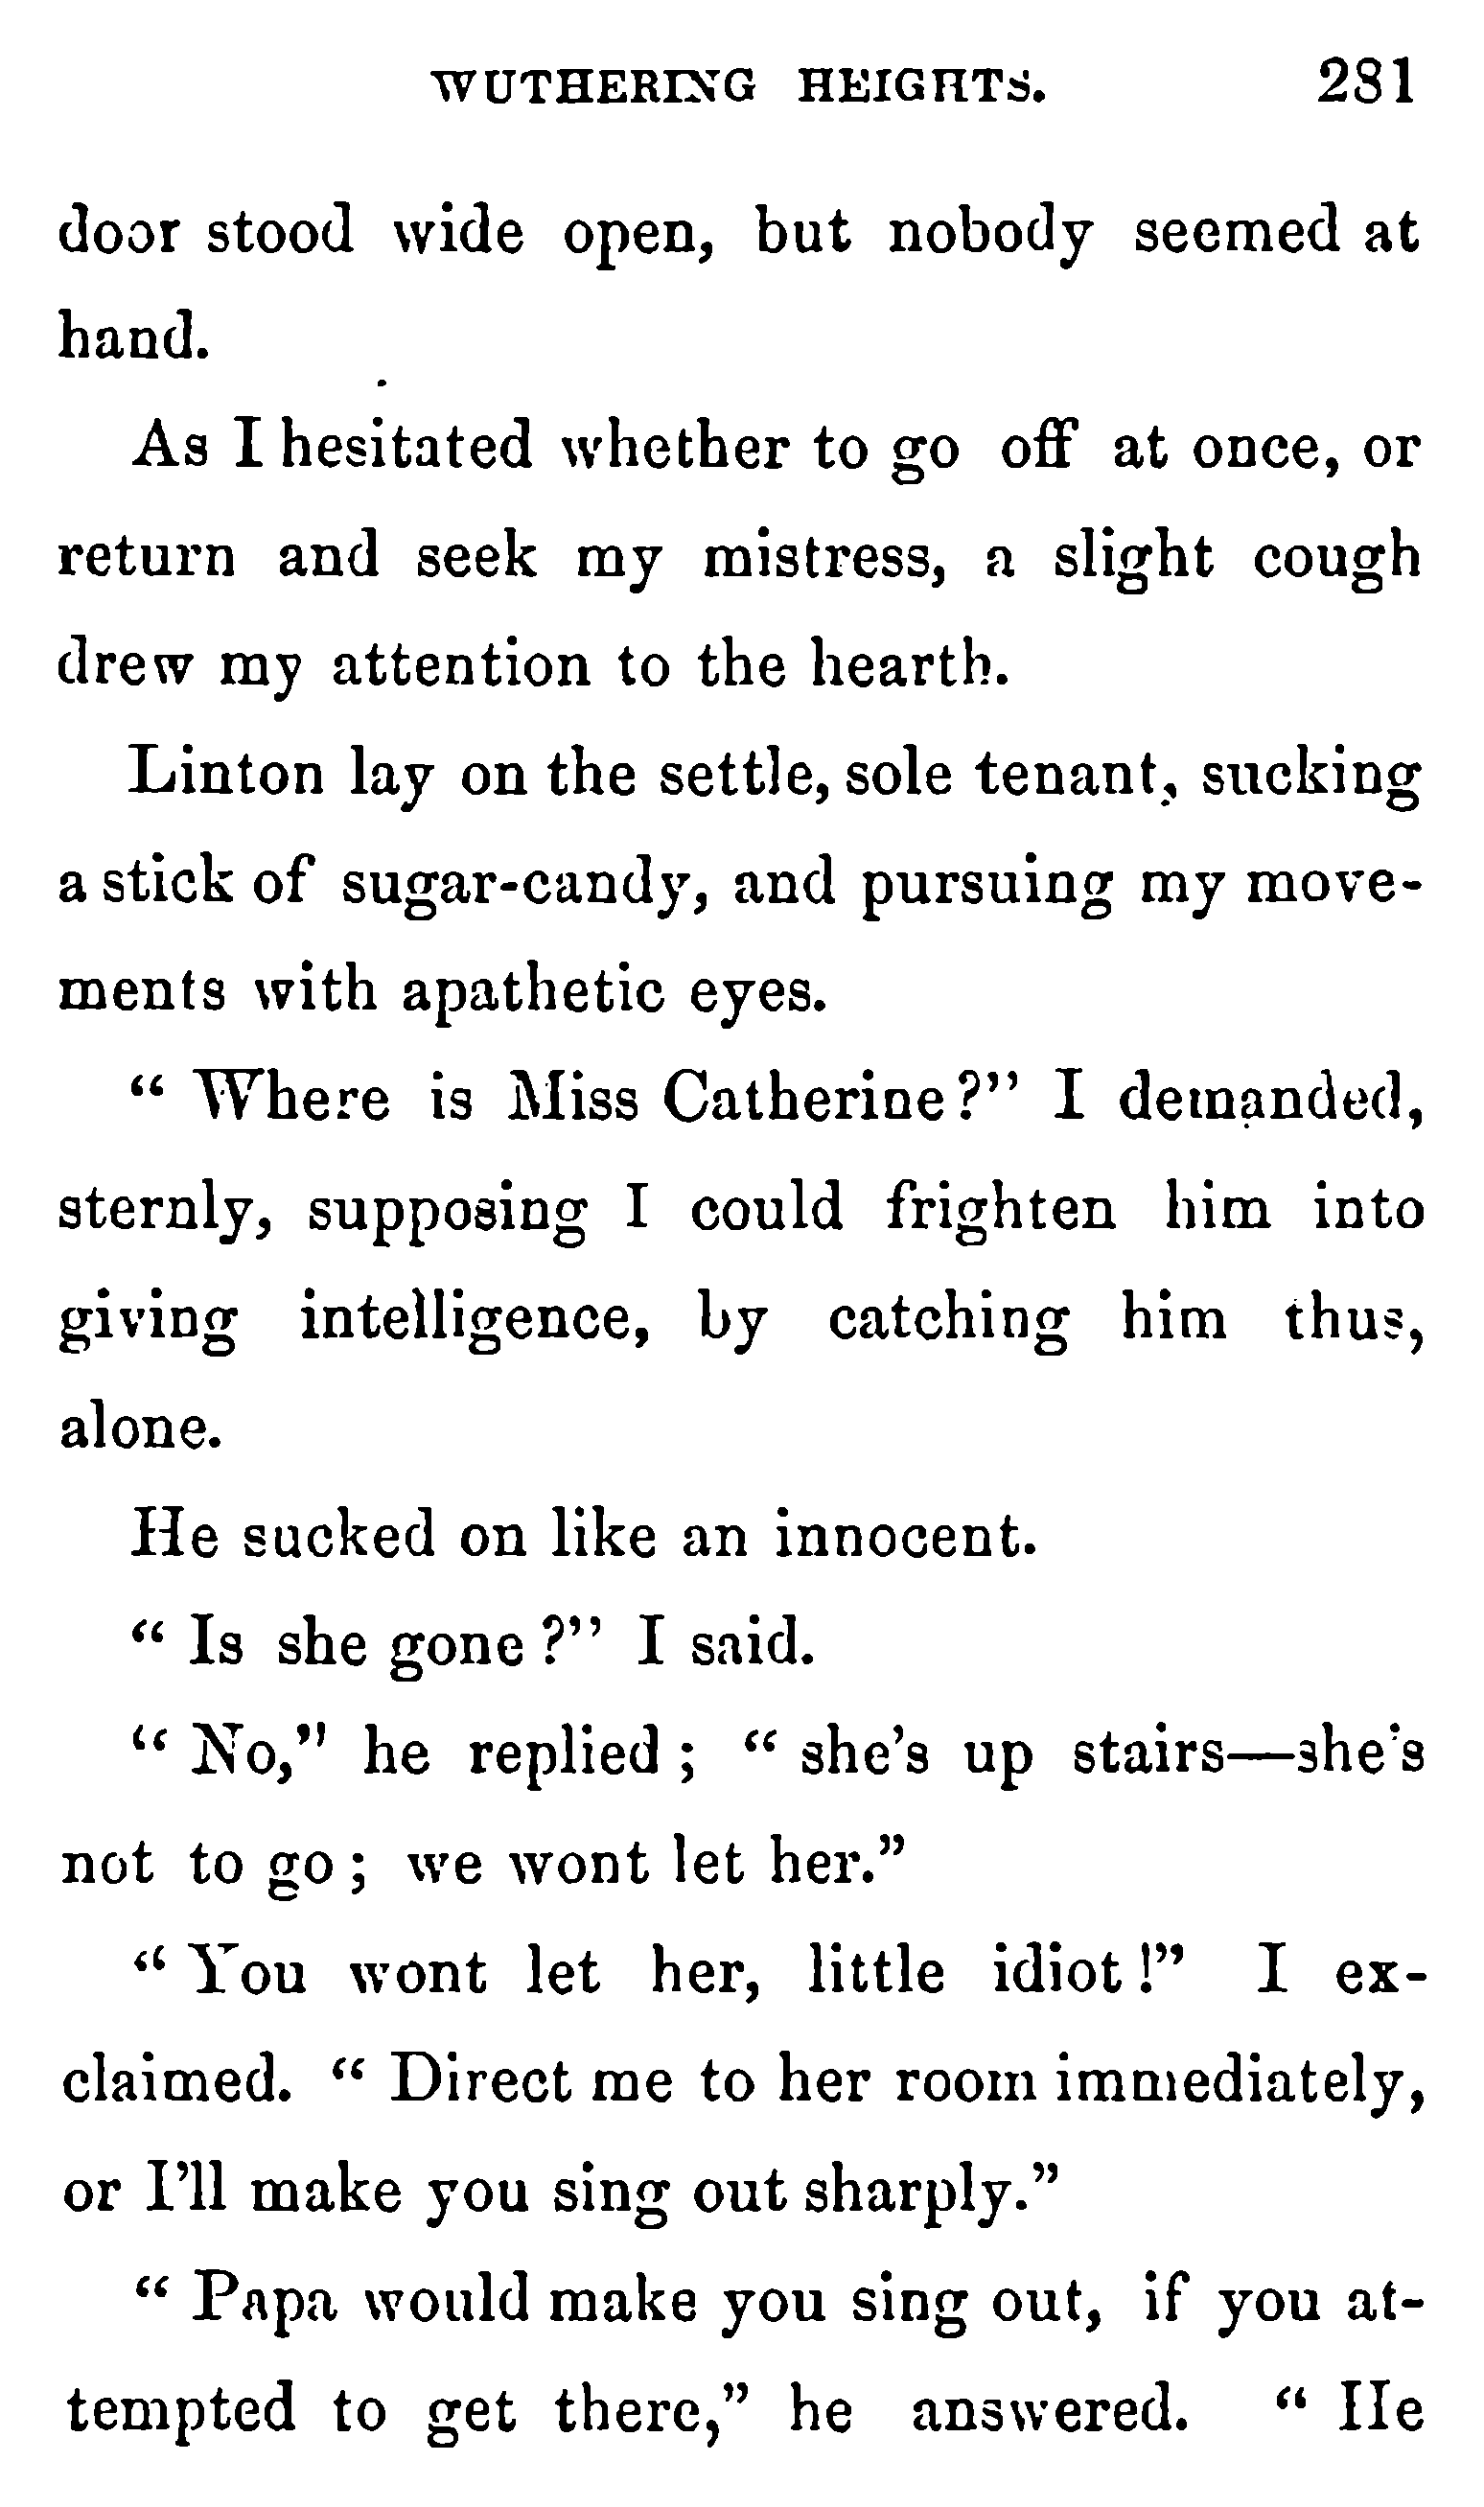 WUTHERING HEIGHTS. 281
door stood wide open, but nobody seemed at
hand.
As I hesitated whether to go off at once, or
return and seek my mistress, a slight cough
drew my attention to the hearth.
Linton lay on the settle, sole tenant, sucking
a stick of sugar-candy, and pursuing my move-
ments with apathetic eyes.
“ Where is Miss Catherine?” I demanded,
sternly, supposing I could frighten him into
giving intelligence, by catching him thus,
alone.
He sucked on like an innocent.
“ Is she gone ?” I said.
“ No,” he replied ; “ she’s up stairs—she’s
not to go ; we wont let her.”
“ You wont let her, little idiot !” I ex-
claimed. “ Direct me to her room immediately,
or I’ll make you sing out sharply.”
“ Papa would make you sing out, if you at-
tempted to get there,” he answered. “ He